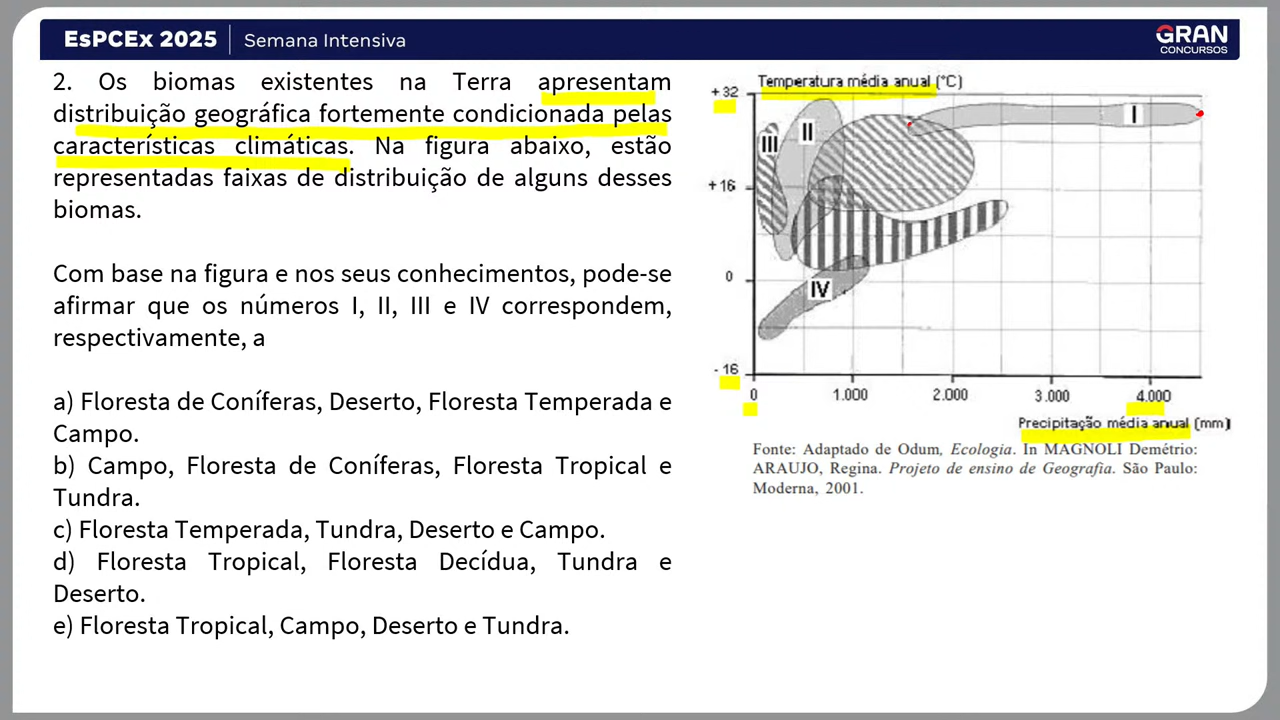 EsPCEx 2025 | Semana Intensiva
GRAN
CONCURSOS
2. Os biomas existentes na Terra apresentam
distribuição geográfica fortemente condicionada pelas
características climáticas. Na figura abaixo, estão
representadas faixas de distribuição de alguns desses
biomas.
Com base na figura e nos seus conhecimentos, pode-se
afirmar que os números I, II, III e IV correspondem,
respectivamente, a
a) Floresta de Coníferas, Deserto, Floresta Temperada e
Campo.
b) Campo, Floresta de Coníferas, Floresta Tropical e
Tundra.
c) Floresta Temperada, Tundra, Deserto e Campo.
d) Floresta Tropical, Floresta Decídua, Tundra e
Deserto.
e) Floresta Tropical, Campo, Deserto e Tundra.
Temperatura média anual (°C)
+ 32
I
II
III
+ 16
0
IV
- 16
0 1.000 2.000 3.000 4.000
Precipitação média anual (mm)
Fonte: Adaptado de Odum, Ecologia. In MAGNOLI Demétrio:
ARAUJO, Regina. Projeto de ensino de Geografia. São Paulo:
Moderna, 2001.